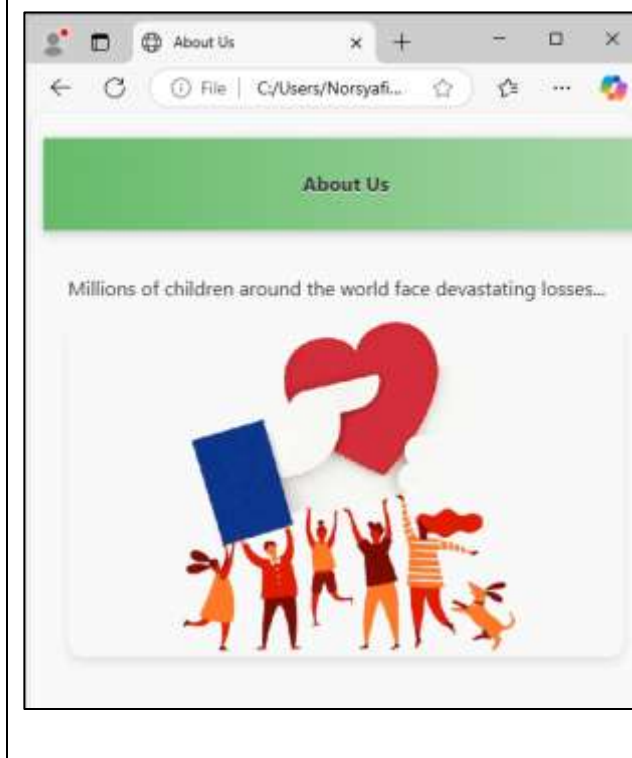 About Us
File | C:/Users/Norsyafi...
About Us
Millions of children around the world face devastating losses...